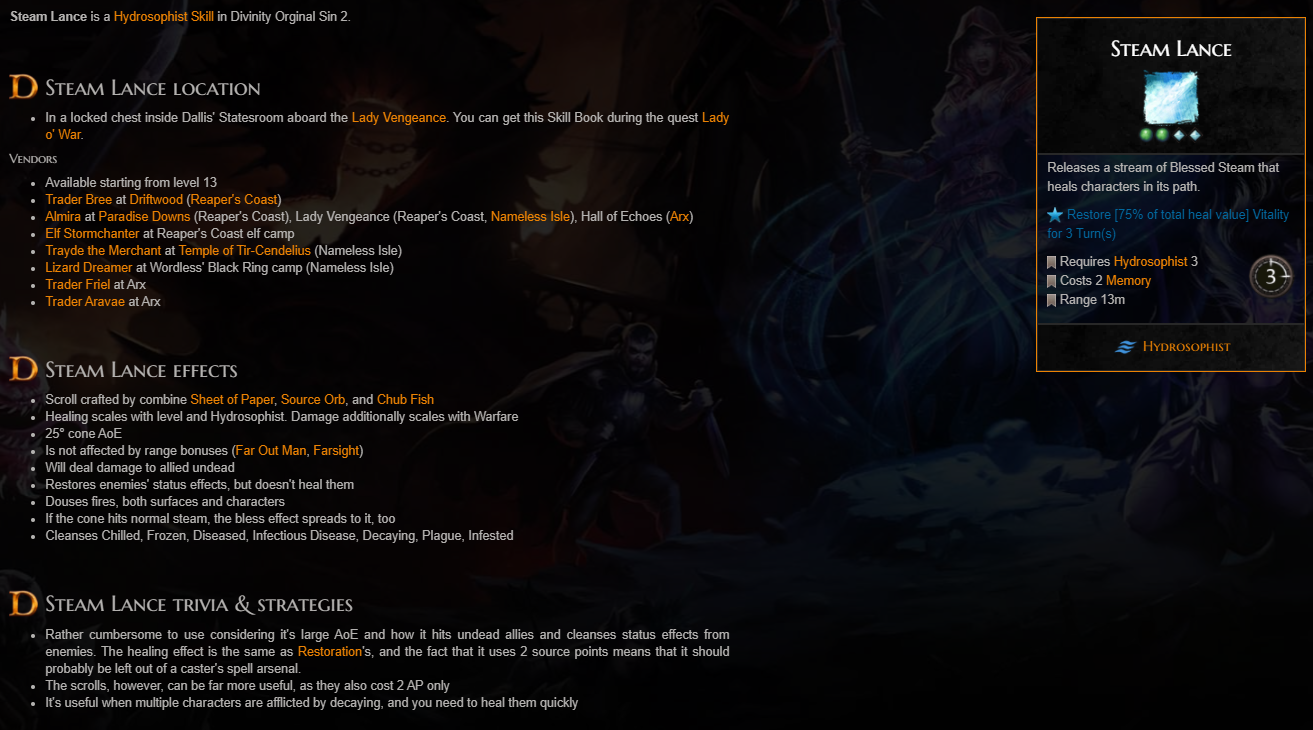 Steam Lance is a Hydrosophist Skill in Divinity Orginal Sin 2.
Steam Lance location
In a locked chest inside Dallis' Statesroom aboard the Lady Vengeance. You can get this Skill Book during the quest Lady
o' War.
Vendors
Available starting from level 13
Trader Bree at Driftwood (Reaper's Coast)
Almira at Paradise Downs (Reaper's Coast), Lady Vengeance (Reaper's Coast, Nameless Isle), Hall of Echoes (Arx)
Elf Stormchanter at Reaper's Coast elf camp
Trayde the Merchant at Temple of Tir-Cendelius (Nameless Isle)
Lizard Dreamer at Wordless' Black Ring camp (Nameless Isle)
Trader Friel at Arx
Trader Aravae at Arx
Steam Lance effects
Scroll crafted by combine Sheet of Paper, Source Orb, and Chub Fish
Healing scales with level and Hydrosophist. Damage additionally scales with Warfare
25° cone AoE
Is not affected by range bonuses (Far Out Man, Farsight)
Will deal damage to allied undead
Restores enemies' status effects, but doesn't heal them
Douses fires, both surfaces and characters
If the cone hits normal steam, the bless effect spreads to it, too
Cleanses Chilled, Frozen, Diseased, Infectious Disease, Decaying, Plague, Infested
Steam Lance trivia & strategies
Rather cumbersome to use considering it's large AoE and how it hits undead allies and cleanses status effects from
enemies. The healing effect is the same as Restoration's, and the fact that it uses 2 source points means that it should
probably be left out of a caster's spell arsenal.
The scrolls, however, can be far more useful, as they also cost 2 AP only
It's useful when multiple characters are afflicted by decaying, and you need to heal them quickly
Steam Lance
Releases a stream of Blessed Steam that
heals characters in its path.
Restore [75% of total heal value] Vitality
for 3 Turn(s)
Requires Hydrosophist 3
Costs 2 Memory
Range 13m
3
Hydrosophist